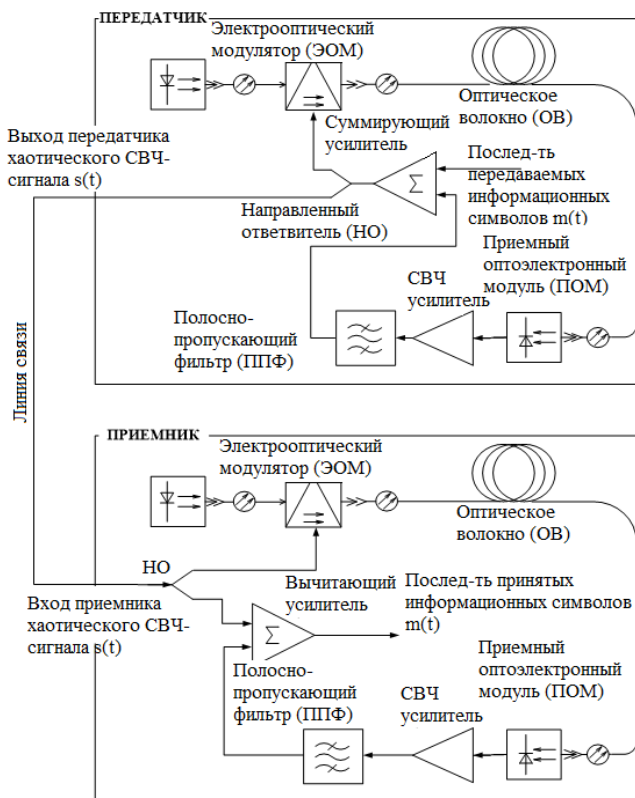 ПЕРЕДАТЧИК
Электрооптический
модулятор (ЭОМ)
Оптическое
волокно (ОВ)
Суммирующий
усилитель
Выход передатчика
хаотического СВЧ-
сигнала s(t)
Σ
Послед-ть
передаваемых
информационных
символов m(t)
Направленный
ответвитель (НО)
Приемный
оптоэлектронный
модуль (ПОМ)
СВЧ
усилитель
Полосно-
пропускающий
фильтр (ППФ)
Линия связи
ПРИЕМНИК
Электрооптический
модулятор (ЭОМ)
Оптическое
волокно (ОВ)
НО
Вход приемника
хаотического СВЧ-
сигнала s(t)
Вычитающий
усилитель
Σ
Послед-ть принятых
информационных символов
m(t)
Полосно-
пропускающий
фильтр (ППФ)
СВЧ
усилитель
Приемный
оптоэлектронный
модуль (ПОМ)